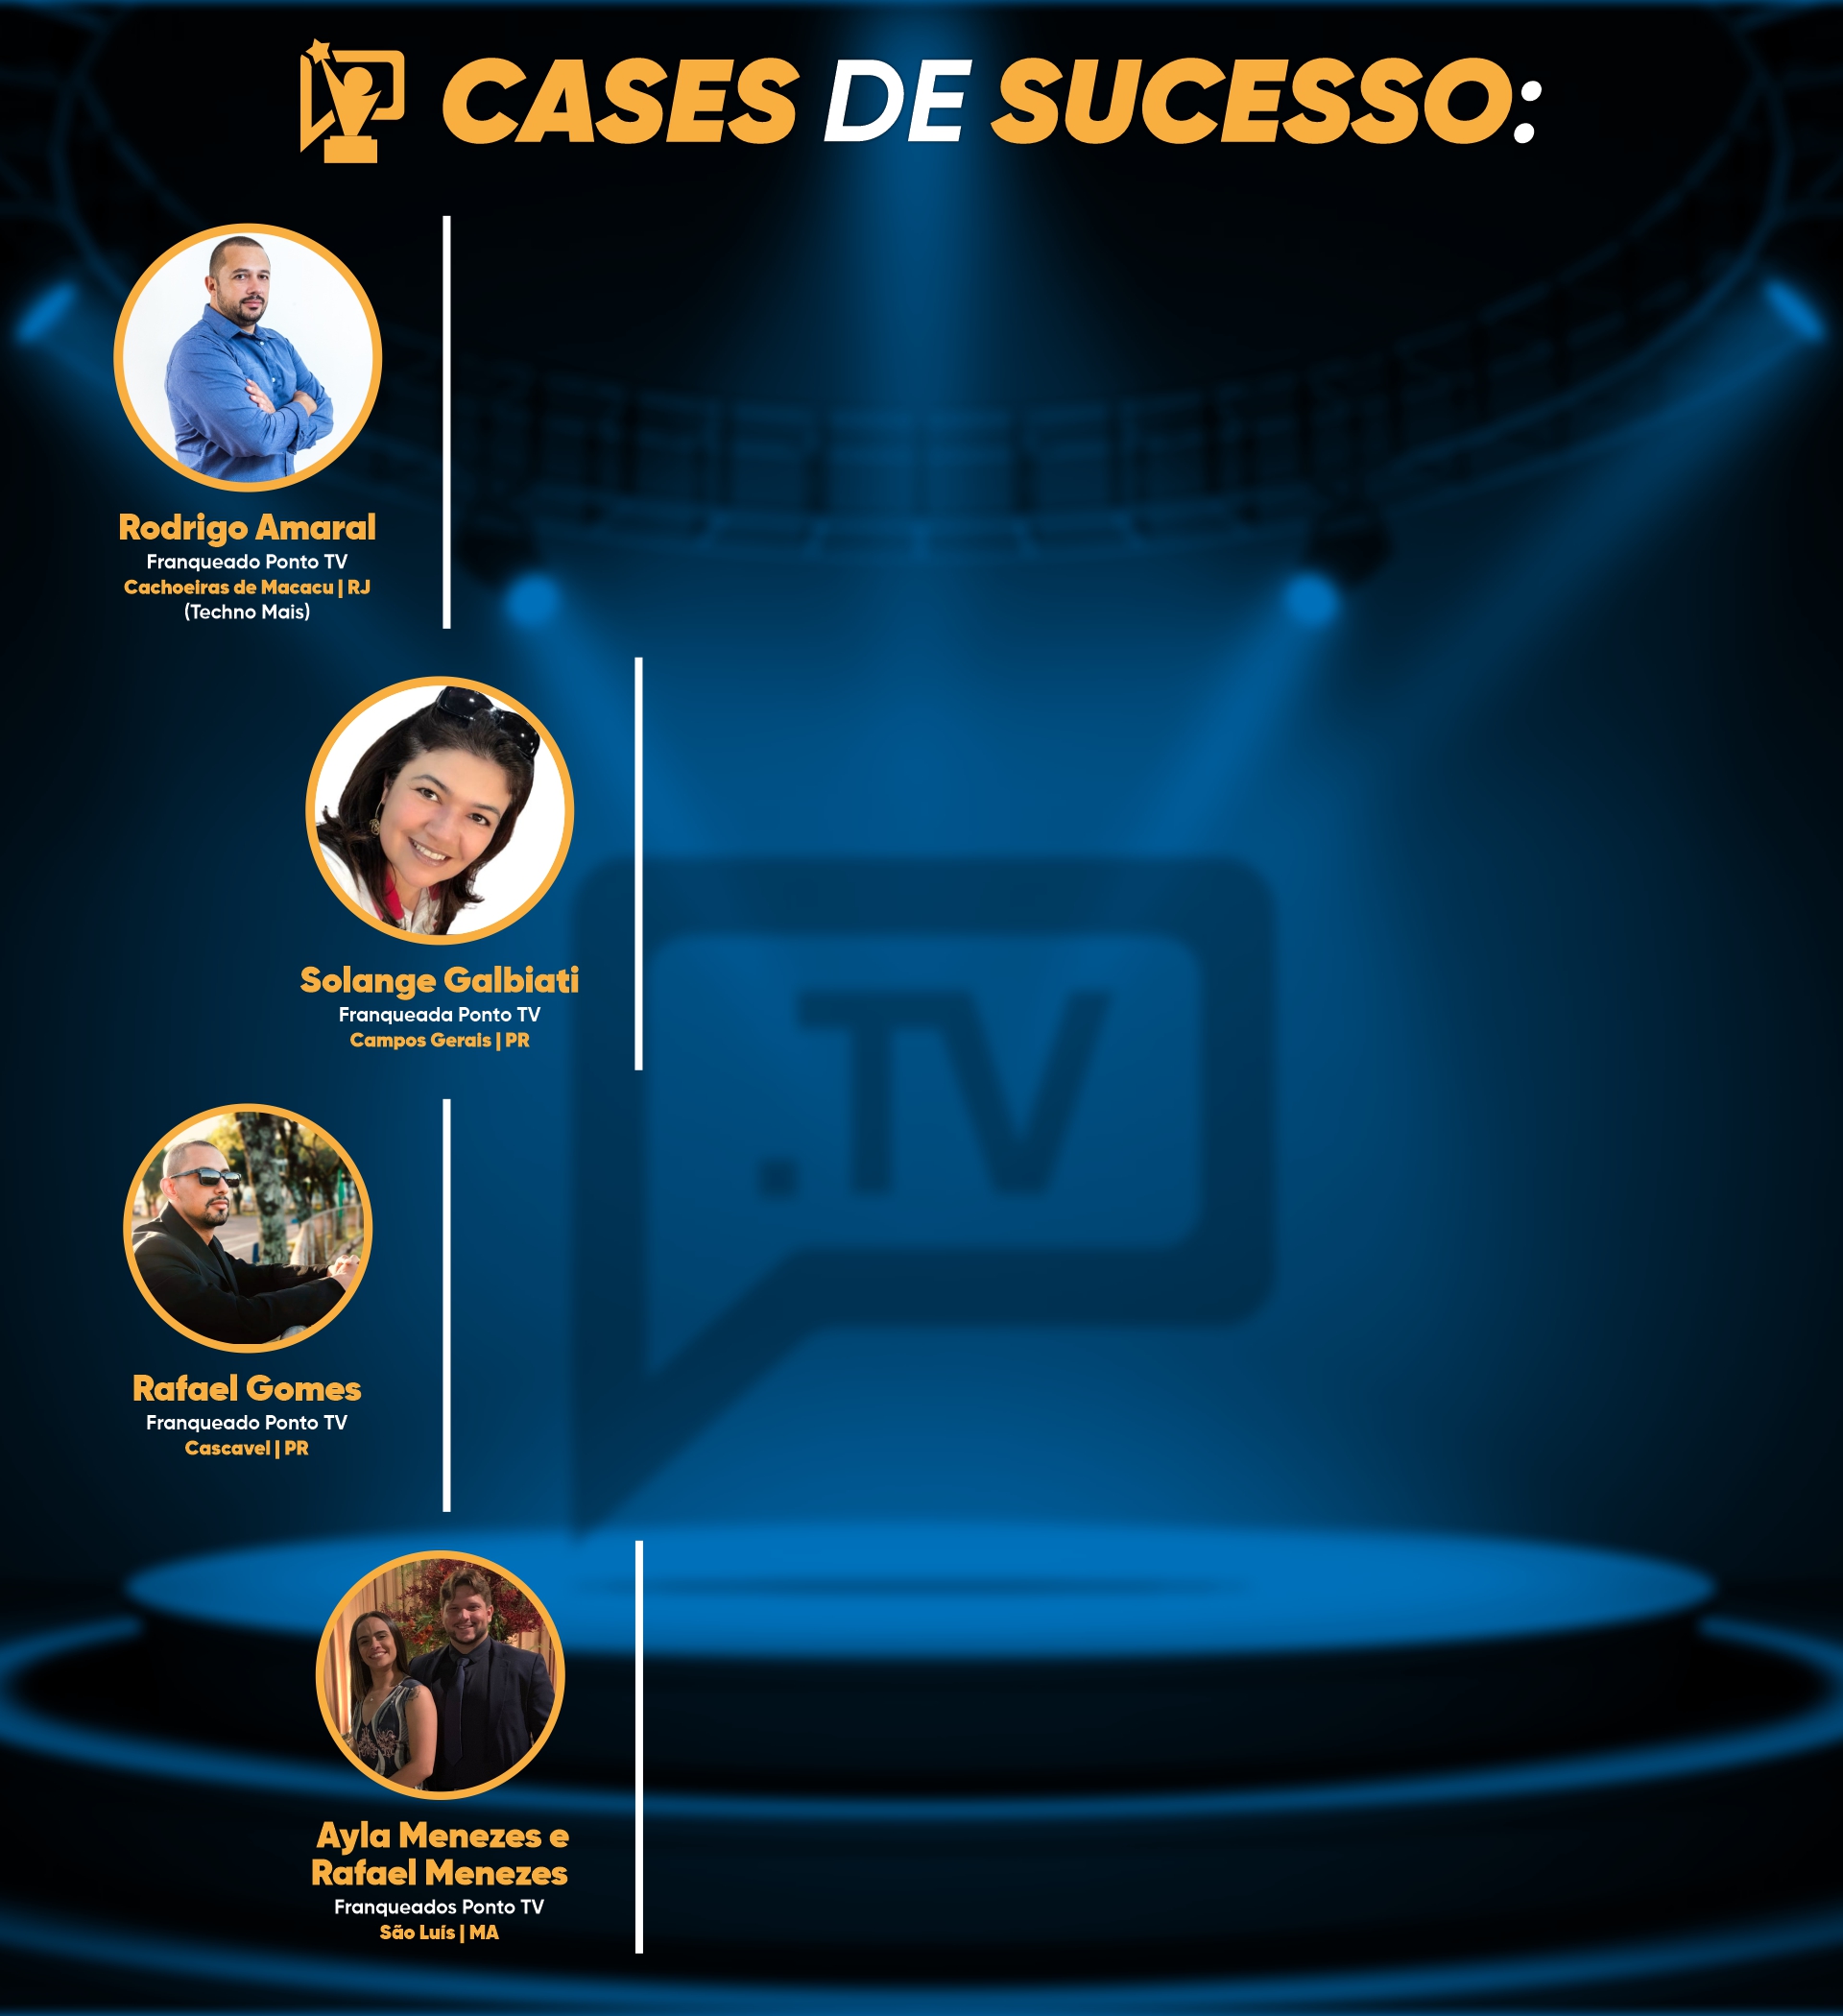 CASES DE SUCESSO:
Rodrigo Amaral
Franqueado Ponto TV
Cachoeiras de Macacu | RJ
(Techno Mais)
Solange Galbiati
Franqueada Ponto TV
Campos Gerais | PR
.TV
Rafael Gomes
Franqueado Ponto TV
Cascavel | PR
Ayla Menezes e
Rafael Menezes
Franqueados Ponto TV
São Luís | MA